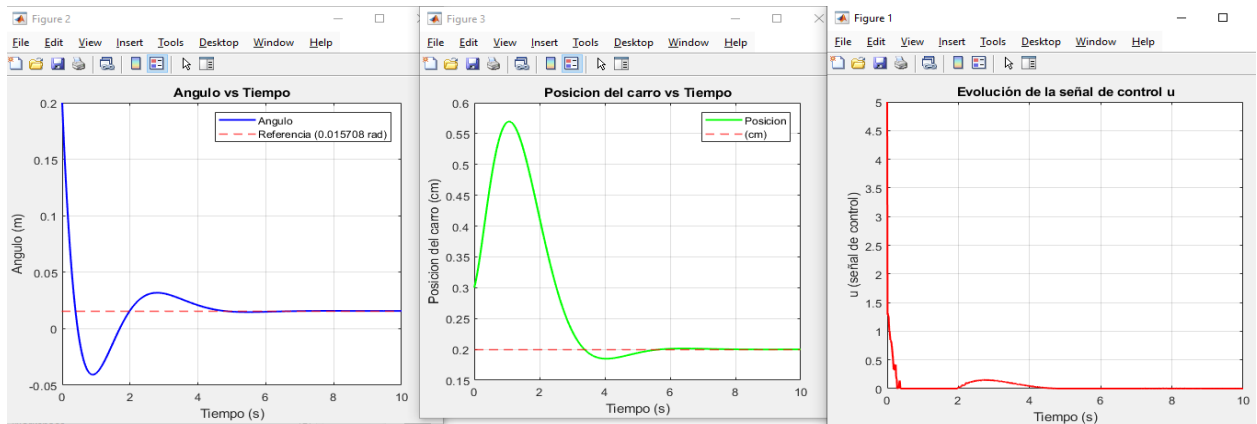 Figure 2
File Edit View Insert Tools Desktop Window Help
Angulo vs Tiempo
Angulo
Referencia (0.015708 rad)
0.2
0.15
0.1
0.05
0
-0.05
Angulo (m)
0 2 4 6 8 10
Tiempo (s)
Figure 3
File Edit View Insert Tools Desktop Window Help
Posicion del carro vs Tiempo
Posicion
(cm)
0.6
0.55
0.5
0.45
0.4
0.35
0.3
0.25
0.2
0.15
Posicion del carro (cm)
0 2 4 6 8 10
Tiempo (s)
Figure 1
File Edit View Insert Tools Desktop Window Help
Evolución de la señal de control u
5
4.5
4
3.5
3
2.5
2
1.5
1
0.5
0
u (señal de control)
0 2 4 6 8 10
Tiempo (s)